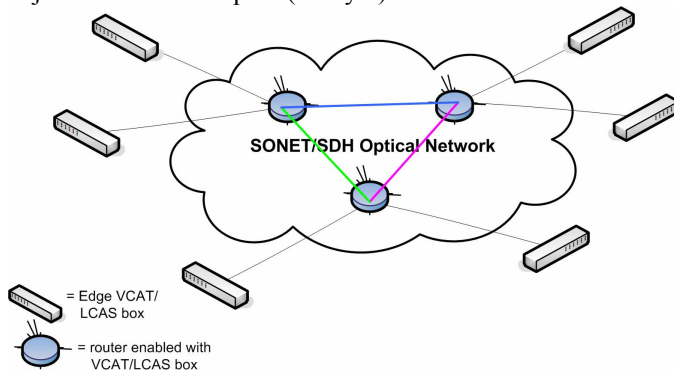 SONET/SDH Optical Network
= Edge VCAT/
LCAS box
= router enabled with
VCAT/LCAS box